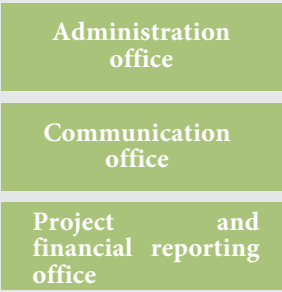 Administration
office
Communication
office
Project and
financial reporting
office